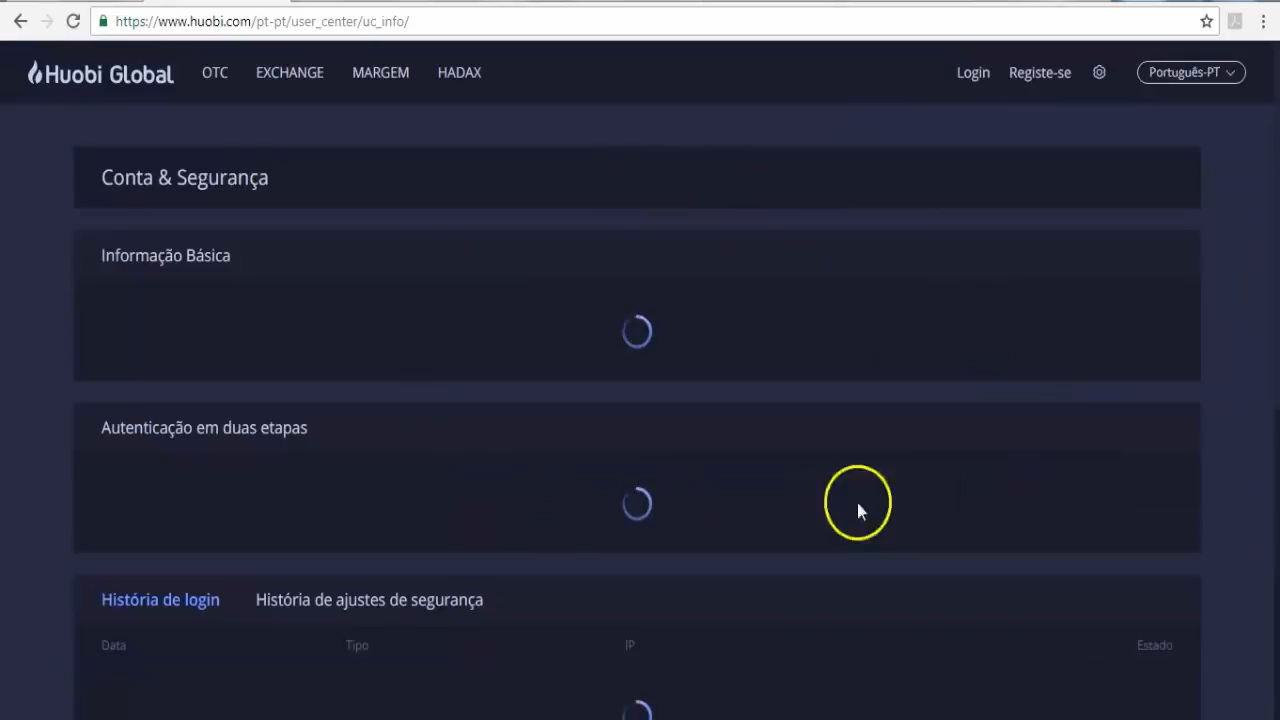 https://www.huobi.com/pt-pt/user_center/uc_info/
Huobi Global OTC EXCHANGE MARGEM HADAX Login Registe-se Português-PT
Conta & Segurança
Informação Básica
Autenticação em duas etapas
História de login História de ajustes de segurança
Data Tipo IP Estado